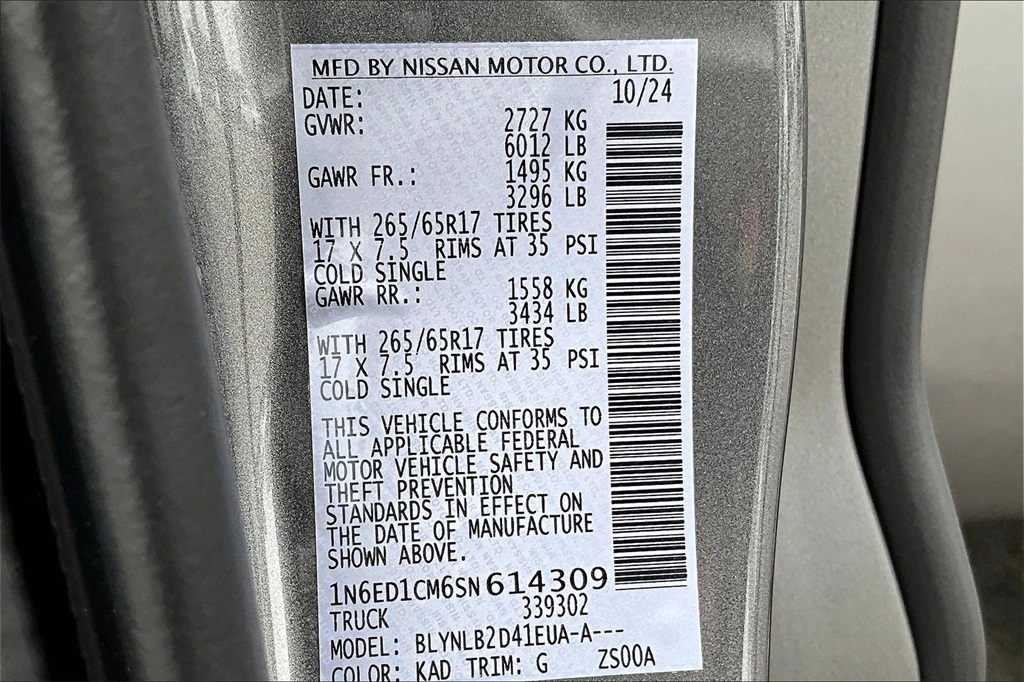 MFD BY NISSAN MOTOR CO., LTD.
DATE: 10/24
GVWR: 2727 KG
6012 LB
GAWR FR.: 1495 KG
3296 LB
WITH 265/65R17 TIRES
17 X 7.5 RIMS AT 35 PSI
COLD SINGLE
GAWR RR.: 1558 KG
3434 LB
WITH 265/65R17 TIRES
17 X 7.5 RIMS AT 35 PSI
COLD SINGLE
THIS VEHICLE CONFORMS TO
ALL APPLICABLE FEDERAL
MOTOR VEHICLE SAFETY AND
THEFT PREVENTION
STANDARDS IN EFFECT ON
THE DATE OF MANUFACTURE
SHOWN ABOVE.
1N6ED1CM6SN 614309
TRUCK 339302
MODEL: BLYNLB2D41EUA-A---
COLOR: KAD TRIM: G ZS00A